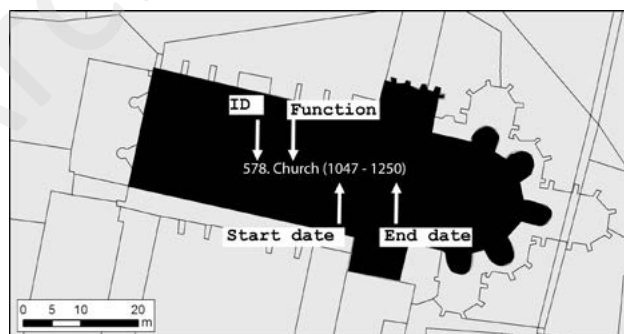 ID
Function
578. Church (1047 - 1250)
Start date
End date
0 5 10 20
m